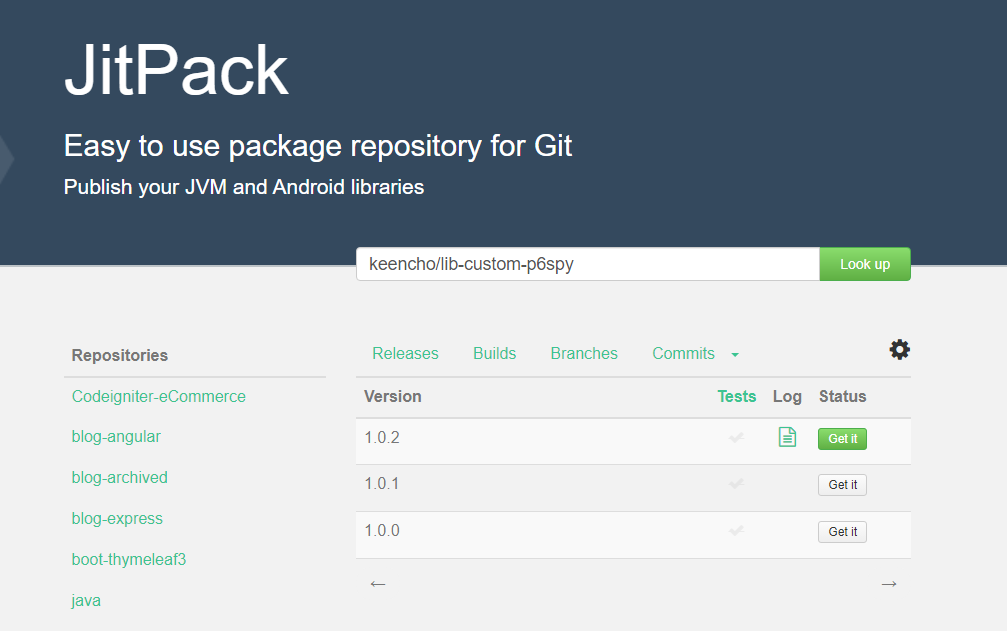 JitPack
Easy to use package repository for Git
Publish your JVM and Android libraries
keencho/lib-custom-p6spy
Look up
Repositories
Codeigniter-eCommerce
blog-angular
blog-archived
blog-express
boot-thymeleaf3
java
Releases Builds Branches Commits
Version Tests Log Status
1.0.2 Get it
1.0.1 Get it
1.0.0 Get it
← →